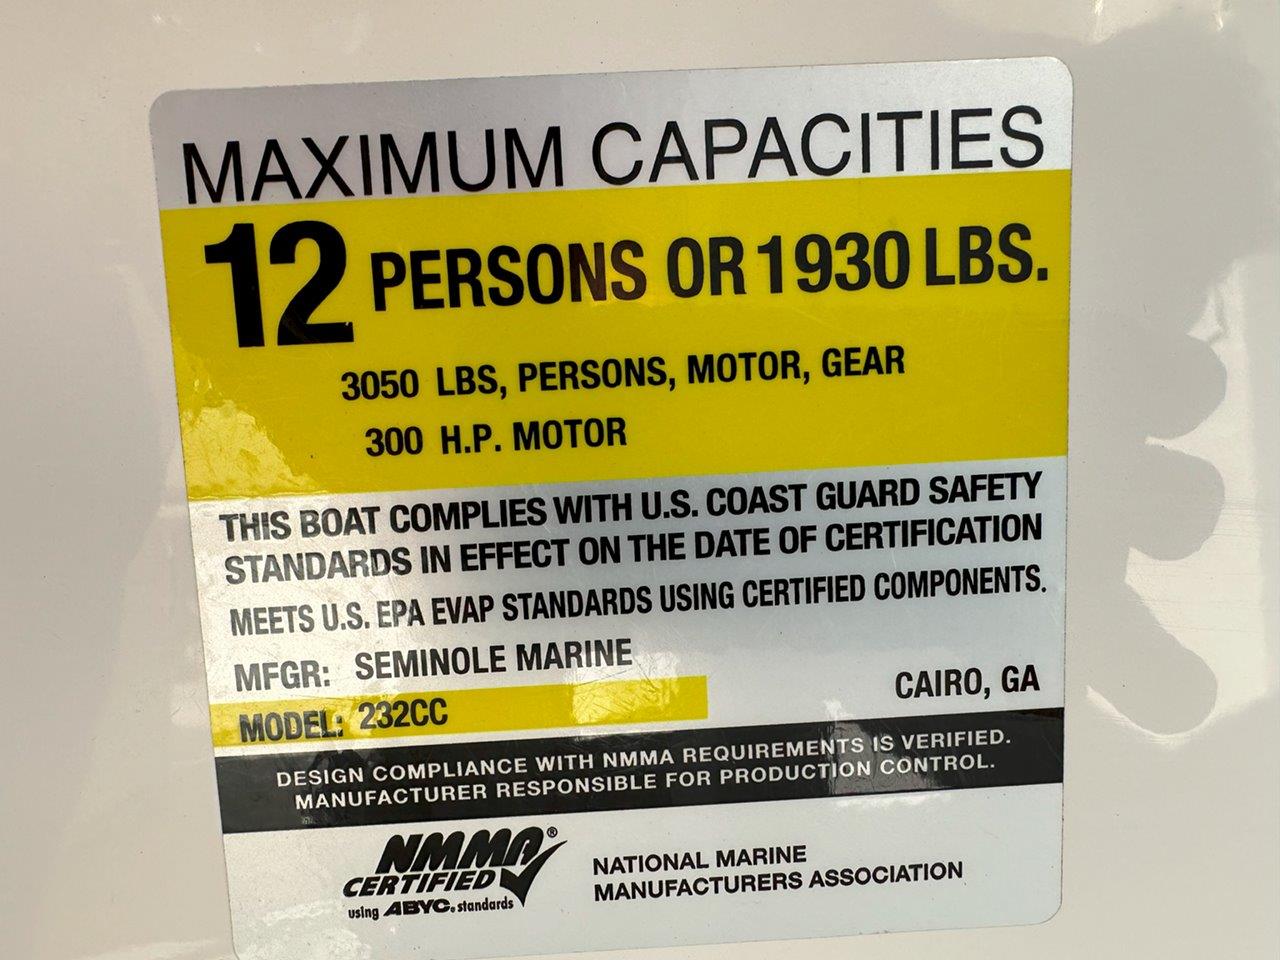 MAXIMUM CAPACITIES
12 PERSONS OR 1930 LBS.
3050 LBS, PERSONS, MOTOR, GEAR
300 H.P. MOTOR
THIS BOAT COMPLIES WITH U.S. COAST GUARD SAFETY
STANDARDS IN EFFECT ON THE DATE OF CERTIFICATION
MEETS U.S. EPA EVAP STANDARDS USING CERTIFIED COMPONENTS.
MFGR: SEMINOLE MARINE
CAIRO, GA
MODEL: 232CC
DESIGN COMPLIANCE WITH NMMA REQUIREMENTS IS VERIFIED.
MANUFACTURER RESPONSIBLE FOR PRODUCTION CONTROL.
NMMA®
CERTIFIED
using ABYC. standards
NATIONAL MARINE
MANUFACTURERS ASSOCIATION